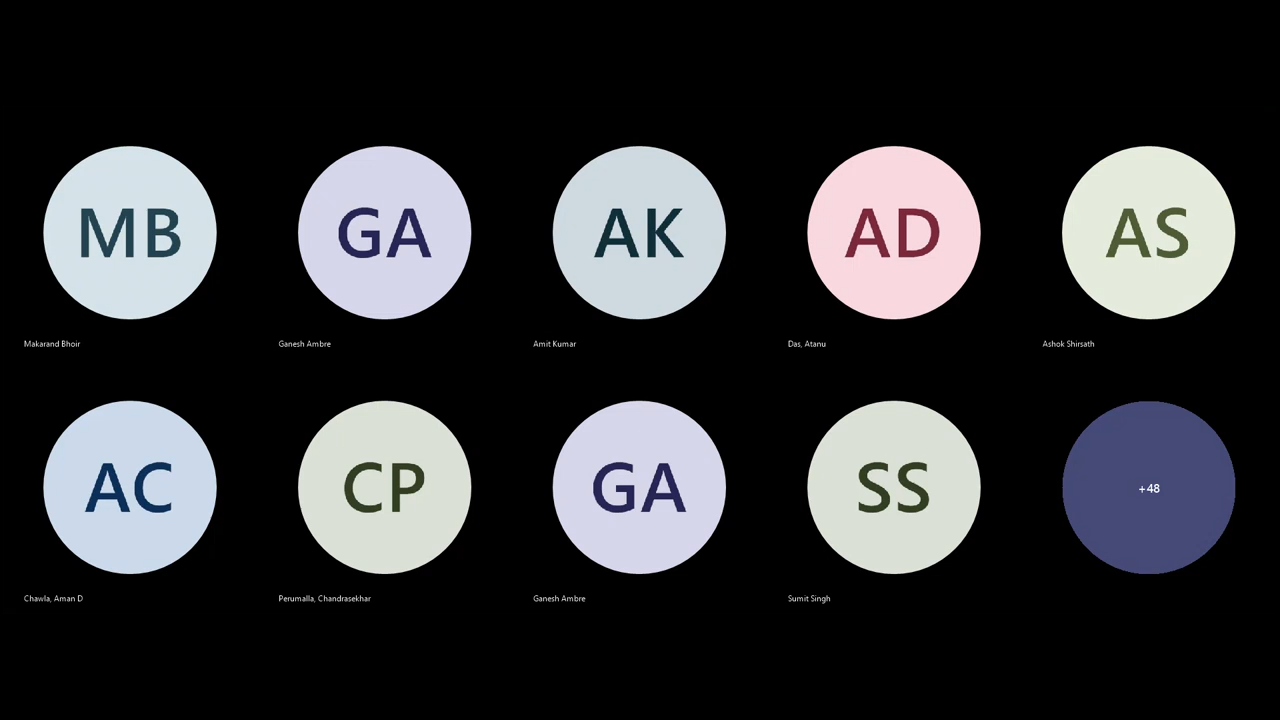 MB
GA
AK
AD
AS
Makarand Bhoir
Ganesh Ambre
Amit Kumar
Das, Atanu
Ashok Shirsath
AC
CP
GA
SS
+48
Chawla, Aman D
Perumalla, Chandrasekhar
Ganesh Ambre
Sumit Singh